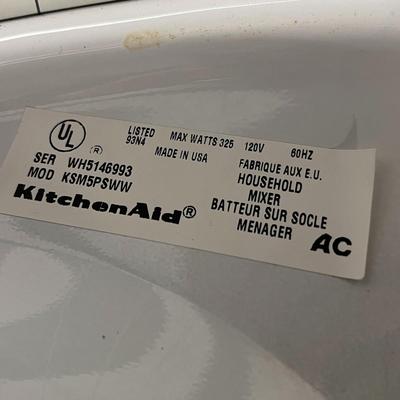 UL ® LISTED 93N4 MAX WATTS 325 120V 60HZ
MADE IN USA FABRIQUE AUX E.U.
SER WH5146993 HOUSEHOLD
MOD KSM5PSWW MIXER
KitchenAid® BATTEUR SUR SOCLE
MENAGER AC